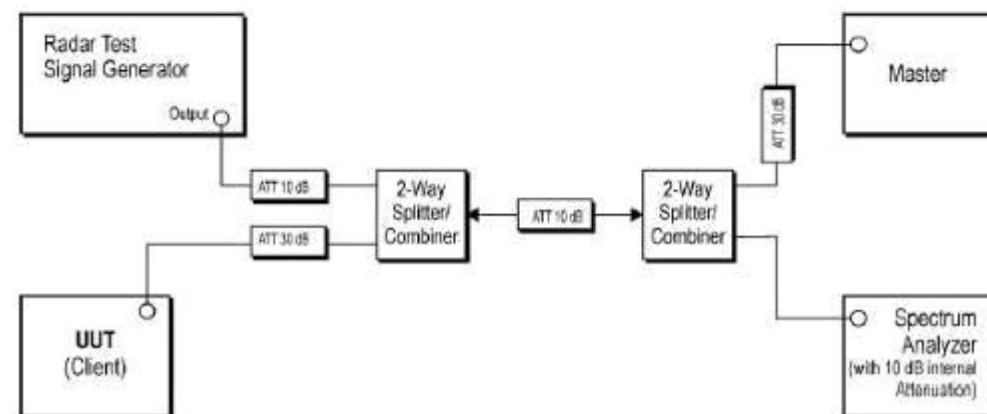 Radar Test
Signal Generator
Output
ATT 10 dB
ATT 30 dB
UUT
(Client)
2-Way
Splitter/
Combiner
ATT 10 dB
2-Way
Splitter/
Combiner
ATT 30 dB
Master
Spectrum
Analyzer
(with 10 dB internal
Attenuation)